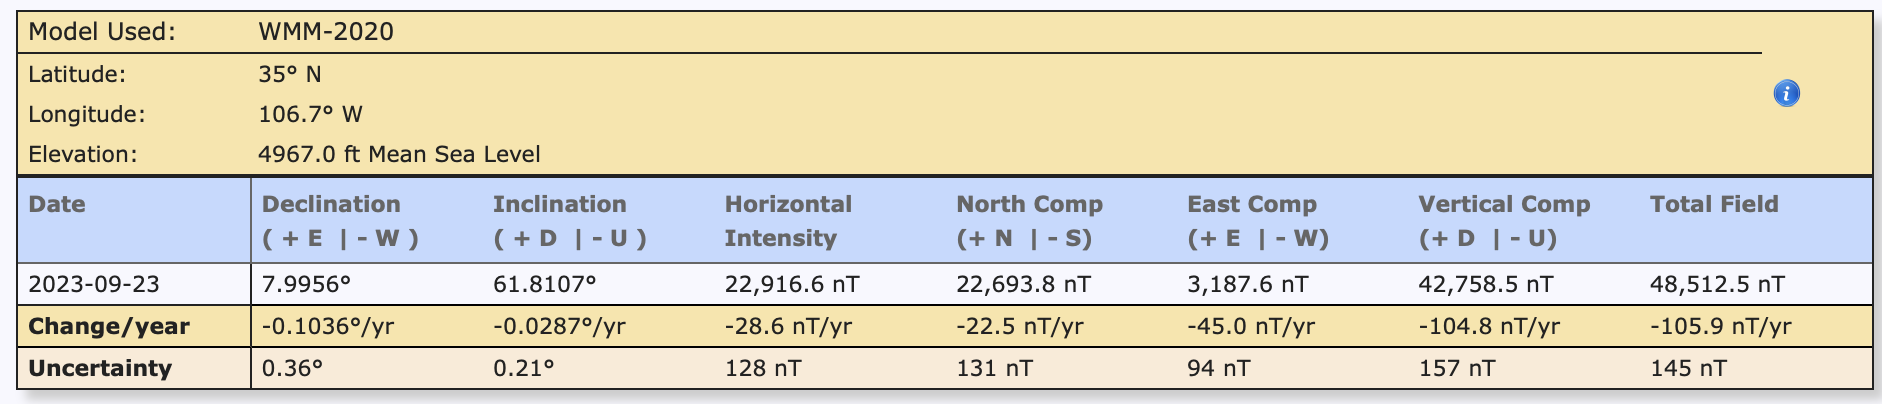 Model Used: WMM-2020
Latitude: 35° N
Longitude: 106.7° W
i
Elevation: 4967.0 ft Mean Sea Level
Date Declination Inclination Horizontal North Comp East Comp Vertical Comp Total Field
( + E | - W ) ( + D | - U ) Intensity (+ N | - S) (+ E | - W) (+ D | - U)
2023-09-23 7.9956° 61.8107° 22,916.6 nT 22,693.8 nT 3,187.6 nT 42,758.5 nT 48,512.5 nT
Change/year -0.1036°/yr -0.0287°/yr -28.6 nT/yr -22.5 nT/yr -45.0 nT/yr -104.8 nT/yr -105.9 nT/yr
Uncertainty 0.36° 0.21° 128 nT 131 nT 94 nT 157 nT 145 nT